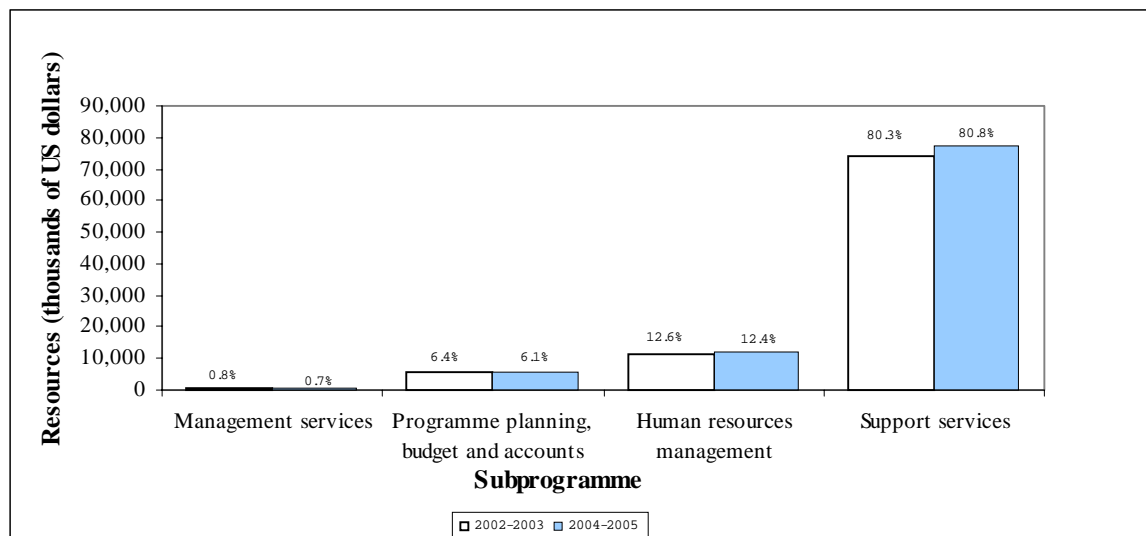 Resources (thousands of US dollars)
90,000
80,000
70,000
60,000
50,000
40,000
30,000
20,000
10,000
0
0.8%
0.7%
6.4%
6.1%
12.6%
12.4%
80.3%
80.8%
Management services
Programme planning,
budget and accounts
Human resources
management
Support services
Subprogramme
2002-2003
2004-2005